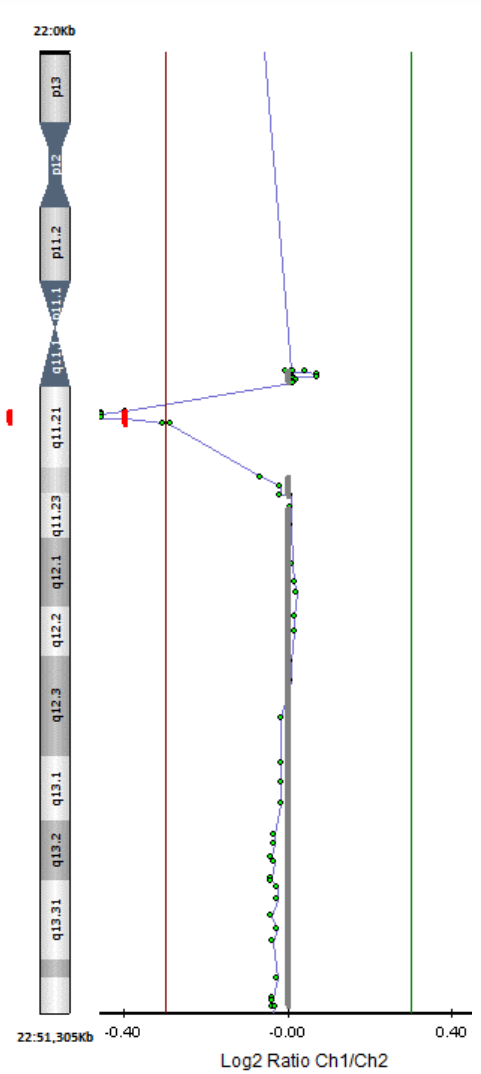 22:0Kb
p13
p12
p11.2
p11.1
q11.21
q11.23
q12.1
q12.2
q12.3
q13.1
q13.2
q13.31
22:51,305Kb
-0.40
-0.00
0.40
Log2 Ratio Ch1/Ch2